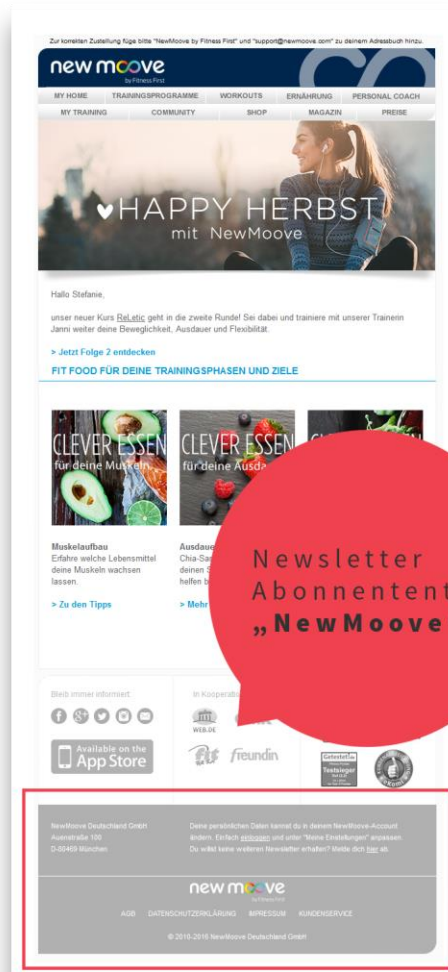 Zur korrekten Zustellung füge bitte "NewMoove by Fitness First" und "support@newmoove.com" zu deinem Adressbuch hinzu.
new moove
by Fitness First
MY HOME TRAININGSPROGRAMME WORKOUTS ERNÄHRUNG PERSONAL COACH
MY TRAINING COMMUNITY SHOP MAGAZIN PREISE
HAPPY HERBST
mit NewMoove
Hallo Stefanie,
unser neuer Kurs ReLetic geht in die zweite Runde! Sei dabei und trainiere mit unserer Trainerin
Janni weiter deine Beweglichkeit, Ausdauer und Flexibilität.
> Jetzt Folge 2 entdecken
FIT FOOD FÜR DEINE TRAININGSPHASEN UND ZIELE
CLEVER ESSEN
für deine Muskeln.
CLEVER ESSEN
für deine Ausda
CLEVER ESSEN
Muskelaufbau
Erfahre welche Lebensmittel
deine Muskeln wachsen
lassen.
> Zu den Tipps
Ausdaue
Chia-Sa
deinen S
helfen b
> Mehr
Newsletter
Abonnentent
„NewMoove
Bleib immer informiert:
Available on the
App Store
In Kooperatio
WEB.DE
Fit freundin
Getestet.de
Testsieger
NewMoove Deutschland GmbH
Auenstraße 100
D-80469 München
Deine persönlichen Daten kannst du in deinem NewMoove-Account
ändern. Einfach einloggen und unter "Meine Einstellungen" anpassen.
Du willst keine weiteren Newsletter erhalten? Melde dich hier ab.
new moove
by Fitness First
AGB DATENSCHUTZERKLÄRUNG IMPRESSUM KUNDENSERVICE
© 2010-2016 NewMoove Deutschland GmbH